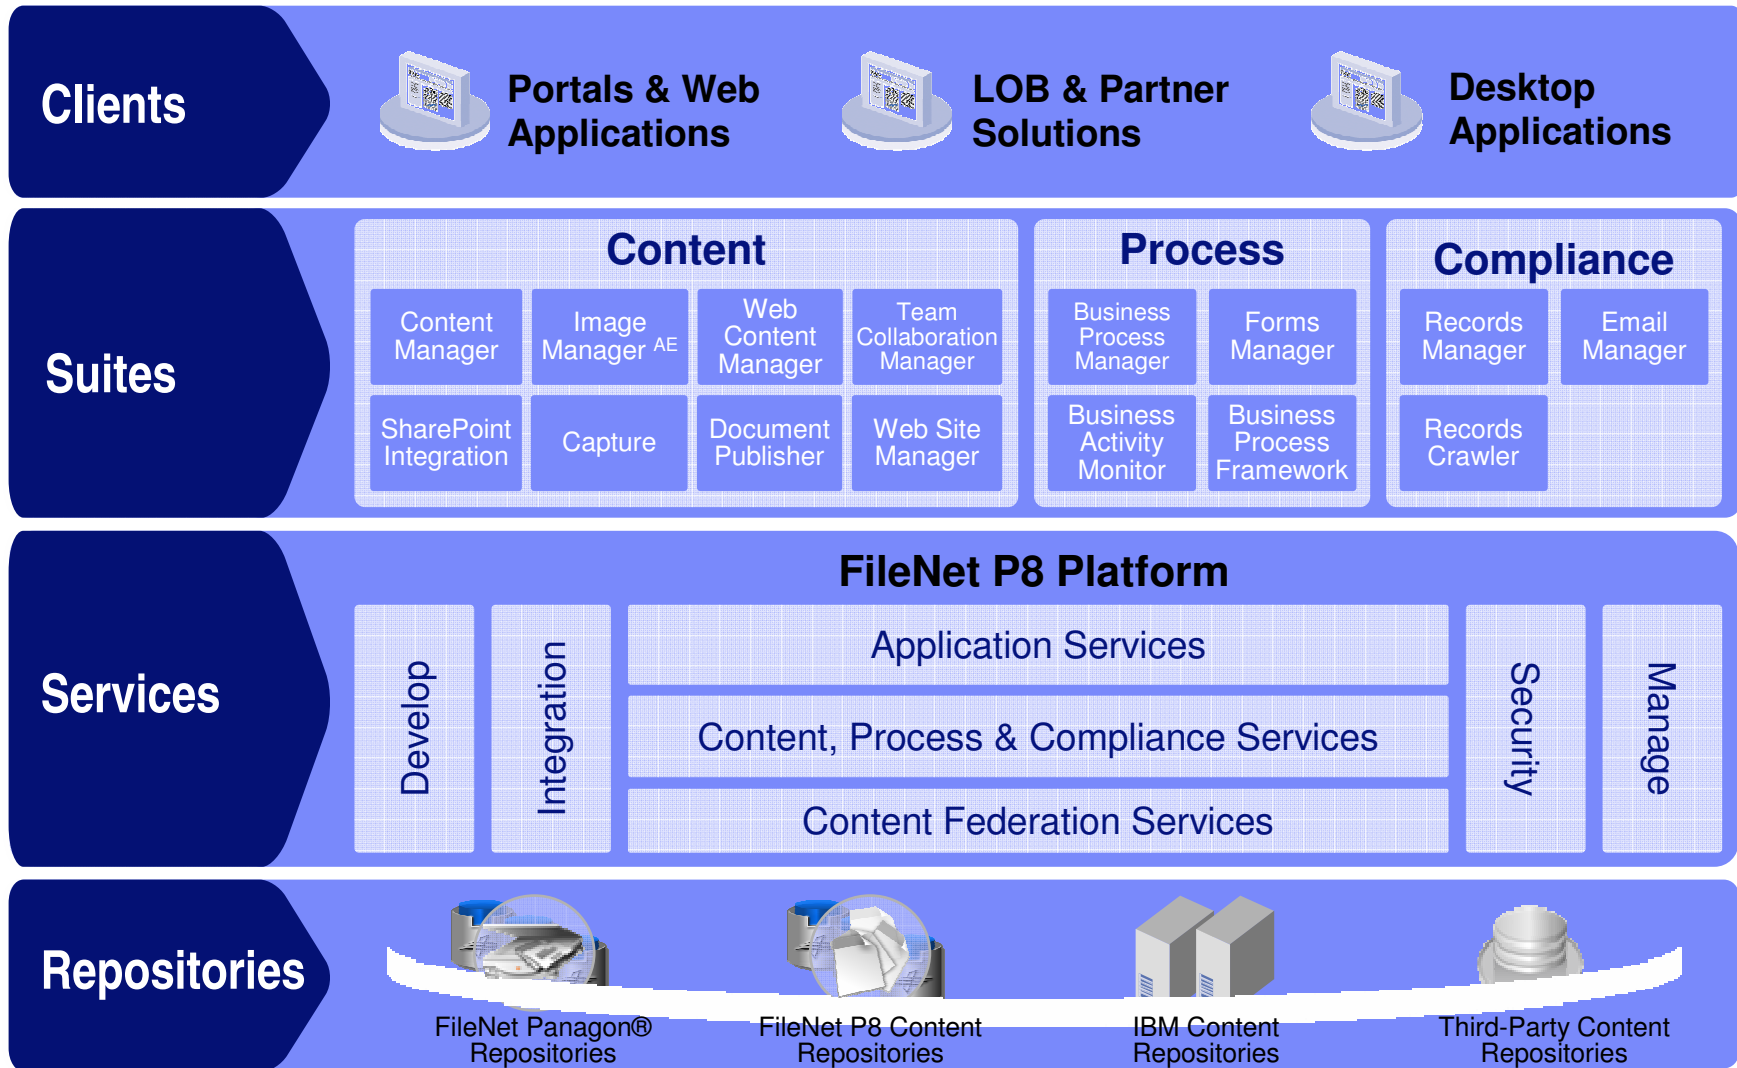 Clients
Portals & Web
Applications
LOB & Partner
Solutions
Desktop
Applications
Suites
Content
Content
Manager
Image
Manager AE
Web
Content
Manager
Team
Collaboration
Manager
SharePoint
Integration
Capture
Document
Publisher
Web Site
Manager
Process
Business
Process
Manager
Forms
Manager
Business
Activity
Monitor
Business
Process
Framework
Compliance
Records
Manager
Email
Manager
Records
Crawler
Services
FileNet P8 Platform
Develop
Integration
Application Services
Content, Process & Compliance Services
Content Federation Services
Security
Manage
Repositories
FileNet Panagon®
Repositories
FileNet P8 Content
Repositories
IBM Content
Repositories
Third-Party Content
Repositories